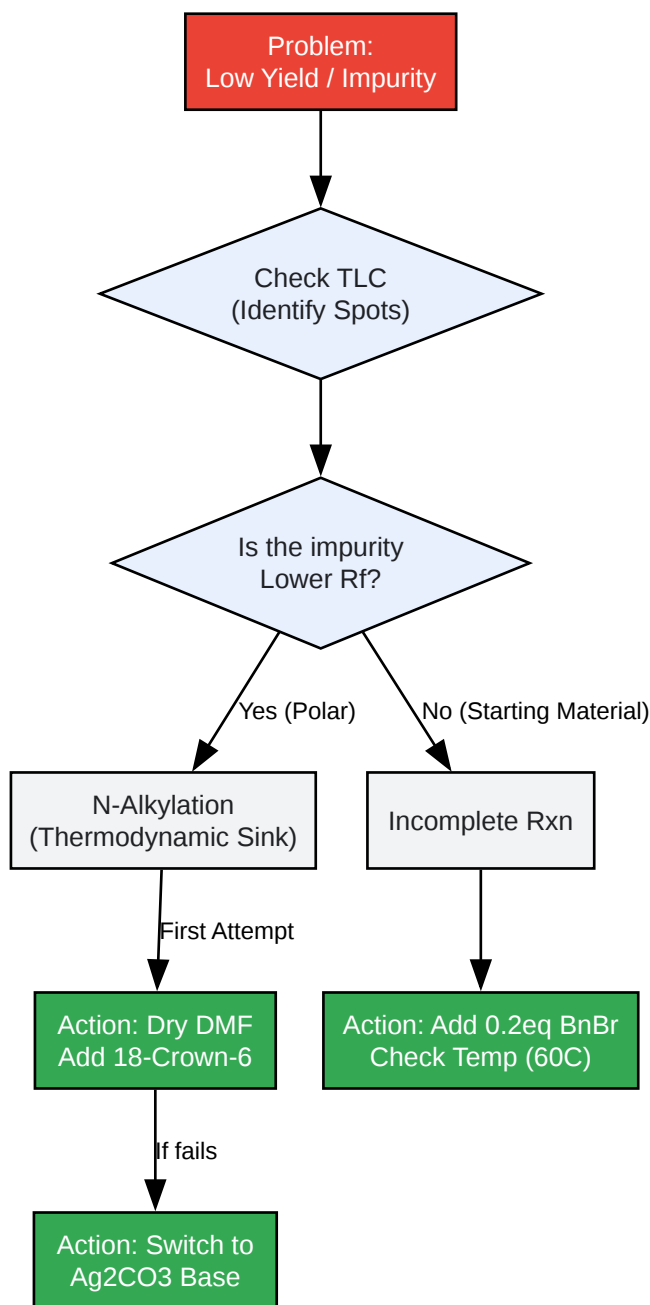 Problem:
Low Yield / Impurity
Check TLC
(Identify Spots)
Is the impurity
Lower Rf?
Yes (Polar)
No (Starting Material)
N-Alkylation
(Thermodynamic Sink)
Incomplete Rxn
First Attempt
Action: Dry DMF
Add 18-Crown-6
Action: Add 0.2eq BnBr
Check Temp (60C)
If fails
Action: Switch to
Ag2CO3 Base